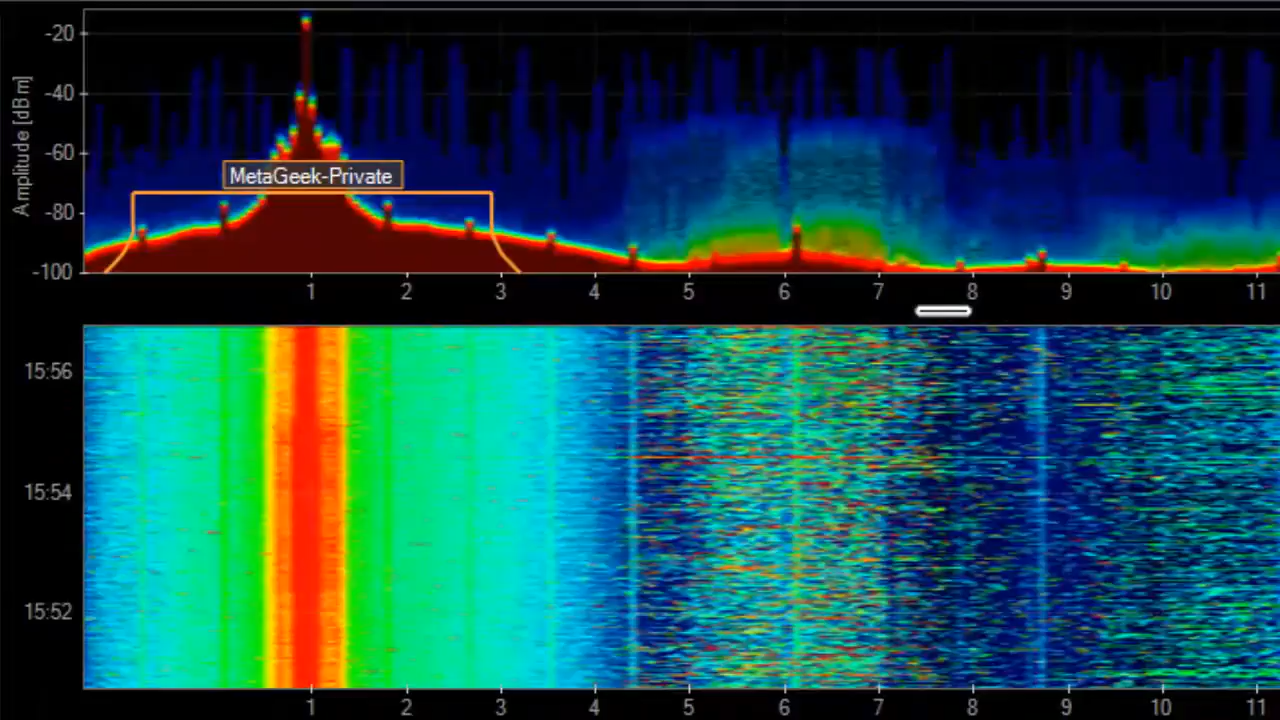 -20
-40
Amplitude [dBm]
-60
MetaGeek-Private
-80
-100
1 2 3 4 5 6 7 8 9 10 11
15:56
15:54
15:52
1 2 3 4 5 6 7 8 9 10 11